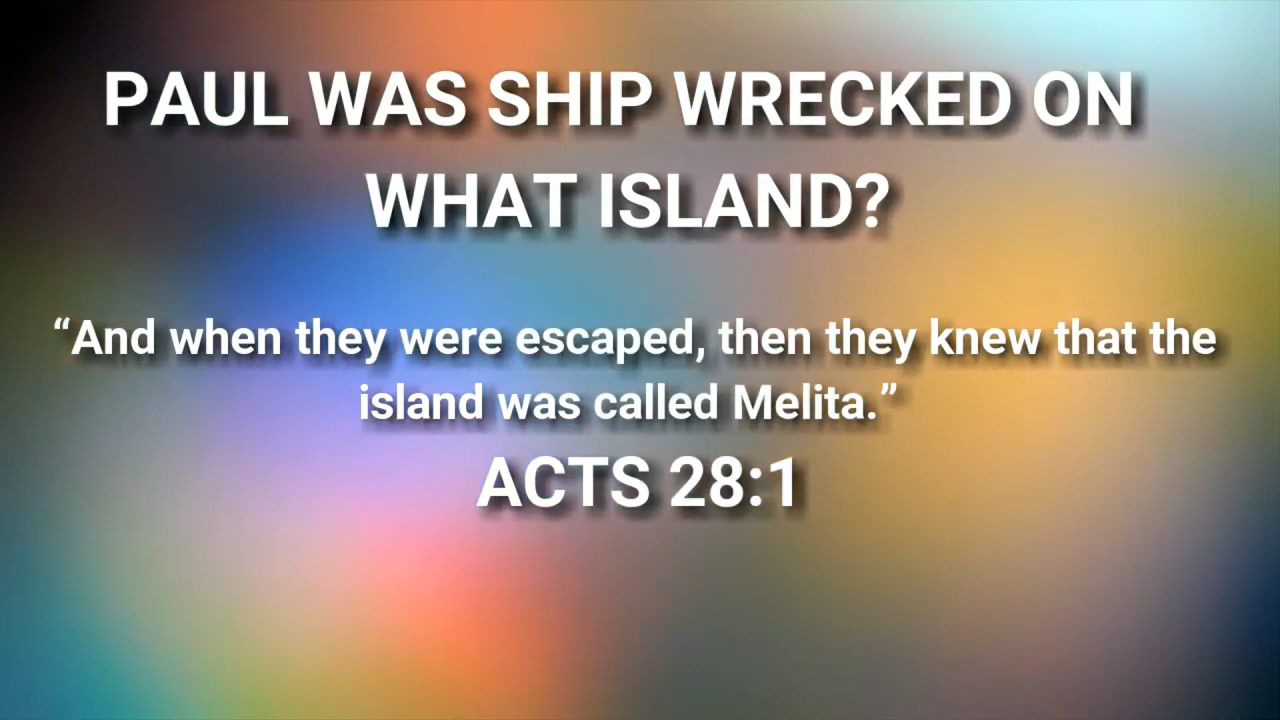 PAUL WAS SHIP WRECKED ON
WHAT ISLAND?
“And when they were escaped, then they knew that the
island was called Melita.”
ACTS 28:1